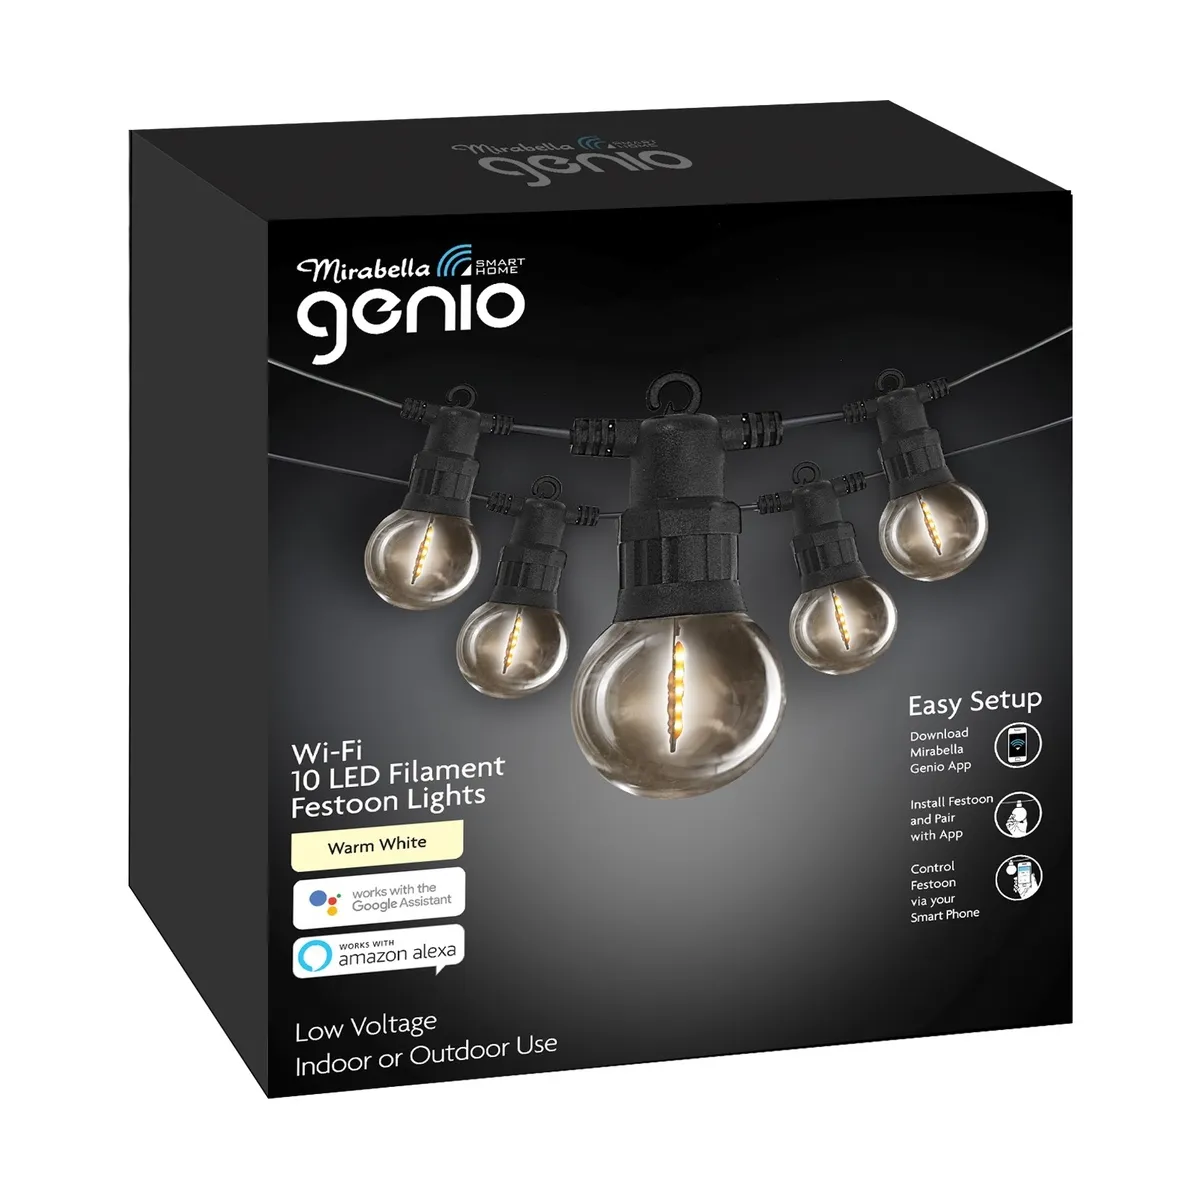 Mirabella SMART HOME
genio
Mirabella SMART HOME
genio
Wi-Fi
10 LED Filament
Festoon Lights
Warm White
works with the
Google Assistant
WORKS WITH
amazon alexa
Low Voltage
Indoor or Outdoor Use
Easy Setup
Download
Mirabella
Genio App
Install Festoon
and Pair
with App
Control
Festoon
via your
Smart Phone